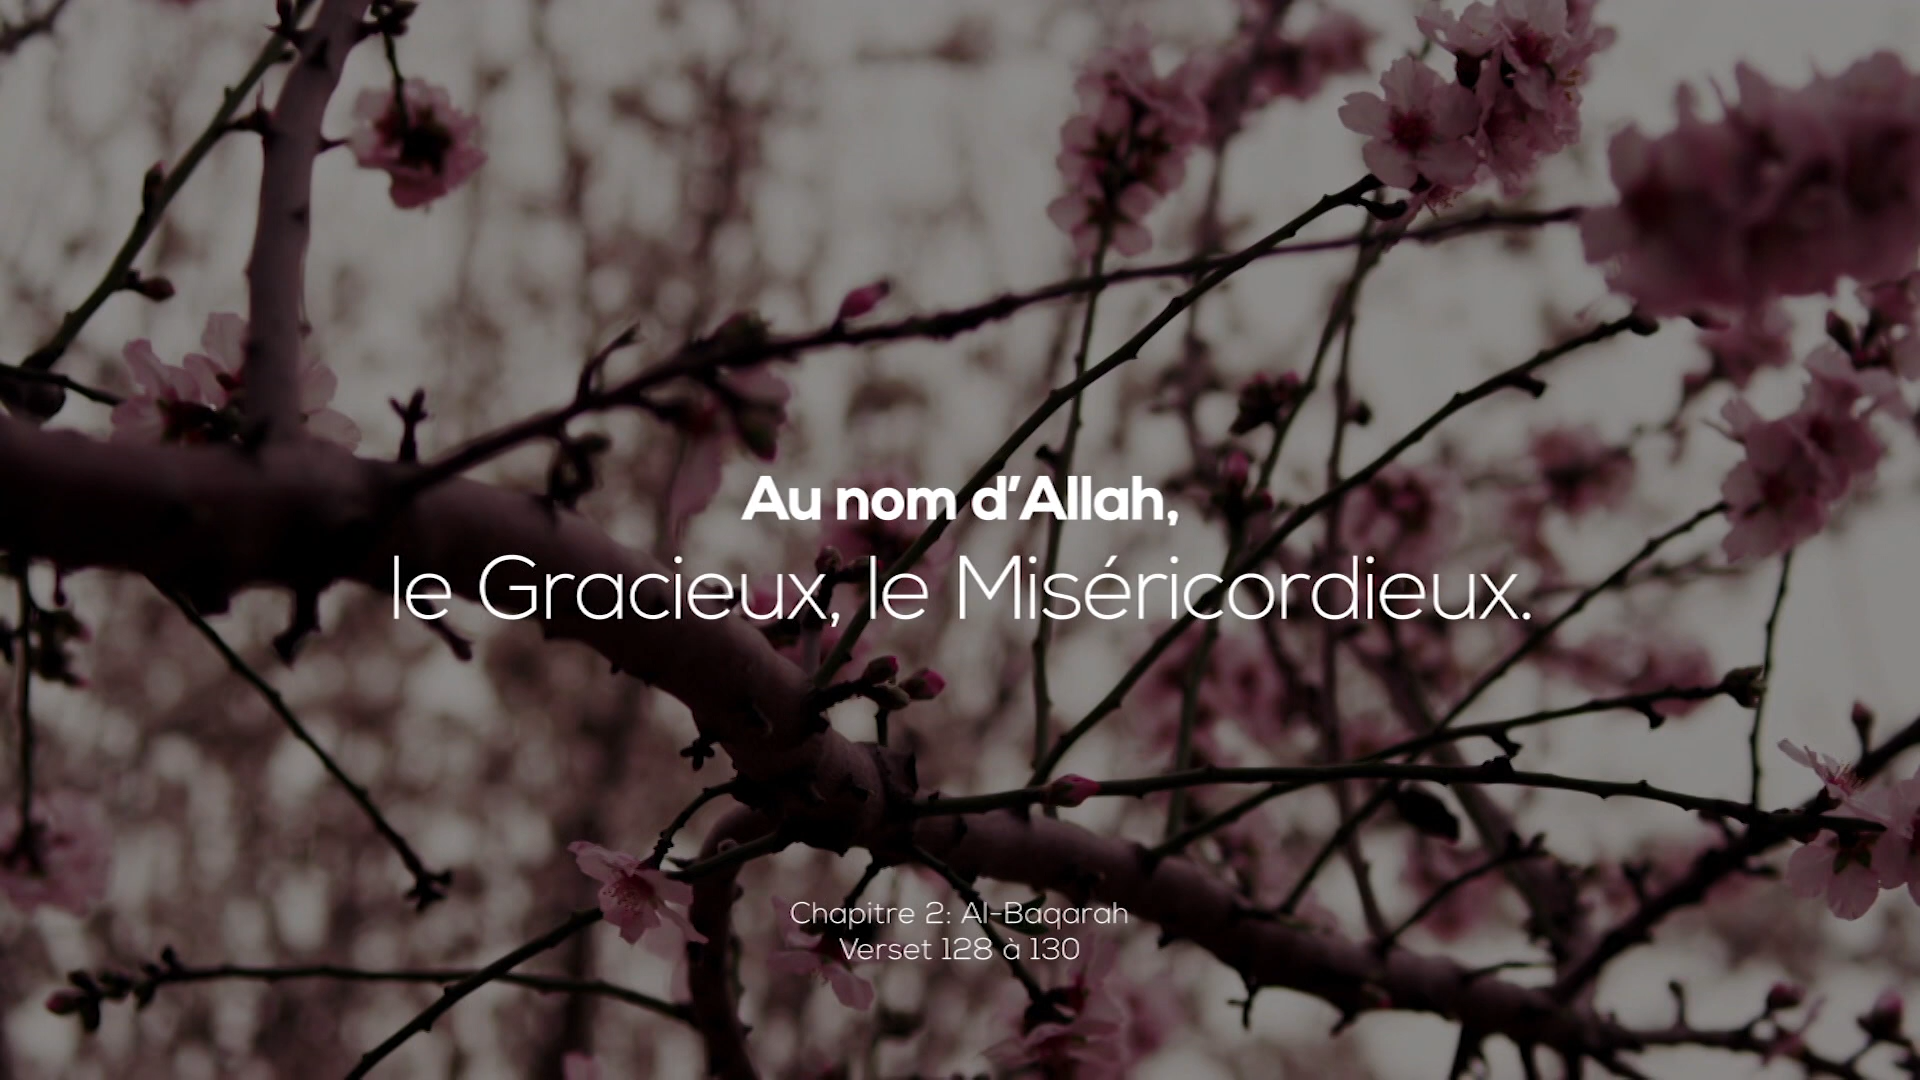 Au nom d'Allah,
le Gracieux, le Miséricordieux.
Chapitre 2: Al-Baqarah
Verset 128 à 130